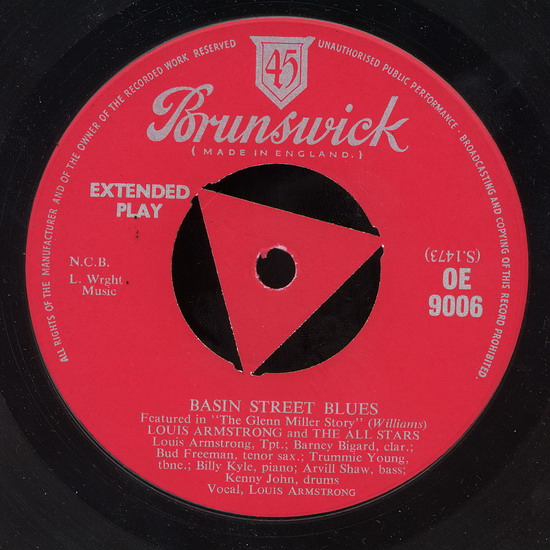 ALL RIGHTS OF THE MANUFACTURER AND OF THE OWNER OF THE RECORDED WORK RESERVED
UNAUTHORISED PUBLIC PERFORMANCE · BROADCASTING AND COPYING OF THIS RECORD PROHIBITED.
45
Brunswick
( MADE IN ENGLAND. )
EXTENDED
PLAY
N.C.B.
L. Wrght
Music
(S.1473)
OE
9006
BASIN STREET BLUES
Featured in "The Glenn Miller Story" (Williams)
LOUIS ARMSTRONG and THE ALL STARS
Louis Armstrong, Tpt.; Barney Bigard, clar.;
Bud Freeman, tenor sax.; Trummie Young,
tbne.; Billy Kyle, piano; Arvill Shaw, bass;
Kenny John, drums
Vocal, LOUIS ARMSTRONG